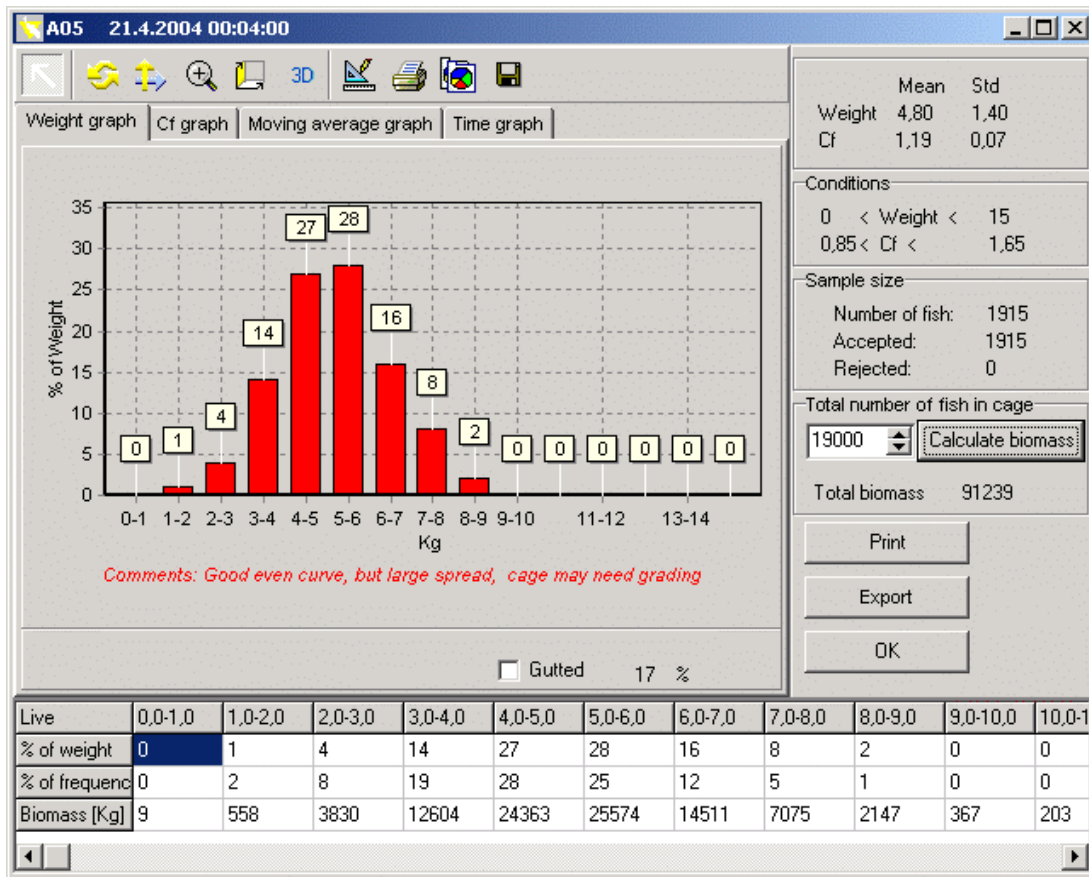 A05 21.4.2004 00:04:00
3D
Weight graph Cf graph Moving average graph Time graph
35
30
25
20
15
10
5
0
% of Weight
0 1 4 14 27 28 16 8 2 0 0 0 0 0 0
0-1 1-2 2-3 3-4 4-5 5-6 6-7 7-8 8-9 9-10 11-12 13-14
Kg
Comments: Good even curve, but large spread, cage may need grading
Gutted 17 %
Mean Std
Weight 4,80 1,40
Cf 1,19 0,07
Conditions
0 < Weight < 15
0,85 < Cf < 1,65
Sample size
Number of fish: 1915
Accepted: 1915
Rejected: 0
Total number of fish in cage
19000 Calculate biomass
Total biomass 91239
Print
Export
OK
Live 0,0-1,0 1,0-2,0 2,0-3,0 3,0-4,0 4,0-5,0 5,0-6,0 6,0-7,0 7,0-8,0 8,0-9,0 9,0-10,0 10,0-1
% of weight 0 1 4 14 27 28 16 8 2 0 0
% of frequenc 0 2 8 19 28 25 12 5 1 0 0
Biomass [Kg] 9 558 3830 12604 24363 25574 14511 7075 2147 367 203